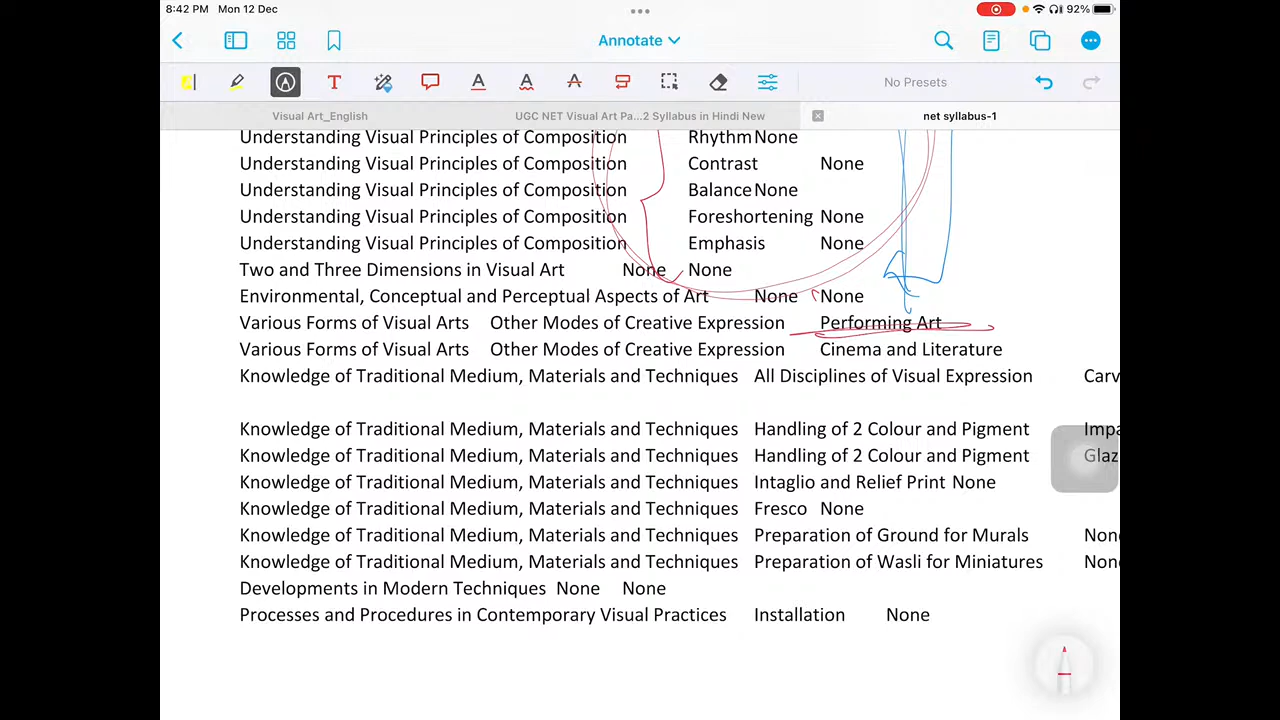 8:42 PM Mon 12 Dec 92%
Annotate
No Presets
Visual Art_English UGC NET Visual Art Pa...2 Syllabus in Hindi New net syllabus-1
Understanding Visual Principles of Composition Rhythm None
Understanding Visual Principles of Composition Contrast None
Understanding Visual Principles of Composition Balance None
Understanding Visual Principles of Composition Foreshortening None
Understanding Visual Principles of Composition Emphasis None
Two and Three Dimensions in Visual Art None None
Environmental, Conceptual and Perceptual Aspects of Art None None
Various Forms of Visual Arts Other Modes of Creative Expression Performing Art
Various Forms of Visual Arts Other Modes of Creative Expression Cinema and Literature
Knowledge of Traditional Medium, Materials and Techniques All Disciplines of Visual Expression Carv
Knowledge of Traditional Medium, Materials and Techniques Handling of 2 Colour and Pigment Impa
Knowledge of Traditional Medium, Materials and Techniques Handling of 2 Colour and Pigment Glaz
Knowledge of Traditional Medium, Materials and Techniques Intaglio and Relief Print None
Knowledge of Traditional Medium, Materials and Techniques Fresco None
Knowledge of Traditional Medium, Materials and Techniques Preparation of Ground for Murals Non
Knowledge of Traditional Medium, Materials and Techniques Preparation of Wasli for Miniatures Non
Developments in Modern Techniques None None
Processes and Procedures in Contemporary Visual Practices Installation None